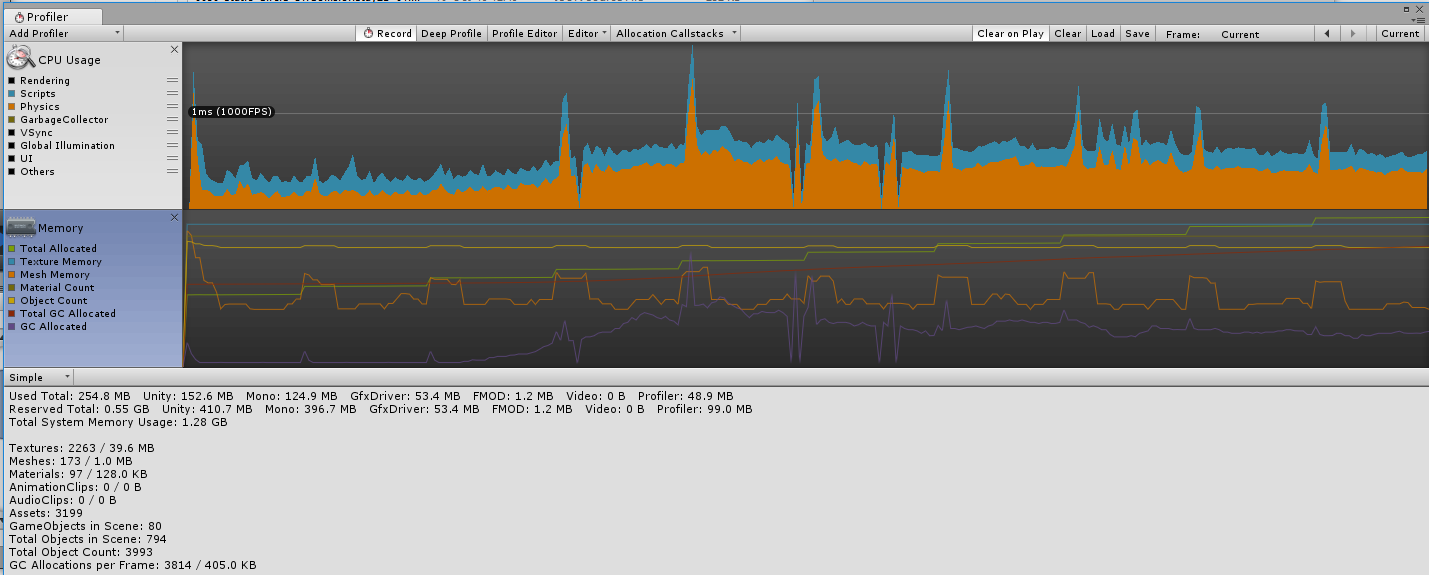 Profiler
Add Profiler Record Deep Profile Profile Editor Editor Allocation Callstacks Clear on Play Clear Load Save Frame: Current Current
CPU Usage
Rendering
Scripts
Physics
GarbageCollector
VSync
Global Illumination
UI
Others
1ms (1000FPS)
Memory
Total Allocated
Texture Memory
Mesh Memory
Material Count
Object Count
Total GC Allocated
GC Allocated
Simple
Used Total: 254.8 MB Unity: 152.6 MB Mono: 124.9 MB GfxDriver: 53.4 MB FMOD: 1.2 MB Video: 0 B Profiler: 48.9 MB
Reserved Total: 0.55 GB Unity: 410.7 MB Mono: 396.7 MB GfxDriver: 53.4 MB FMOD: 1.2 MB Video: 0 B Profiler: 99.0 MB
Total System Memory Usage: 1.28 GB
Textures: 2263 / 39.6 MB
Meshes: 173 / 1.0 MB
Materials: 97 / 128.0 KB
AnimationClips: 0 / 0 B
AudioClips: 0 / 0 B
Assets: 3199
GameObjects in Scene: 80
Total Objects in Scene: 794
Total Object Count: 3993
GC Allocations per Frame: 3814 / 405.0 KB